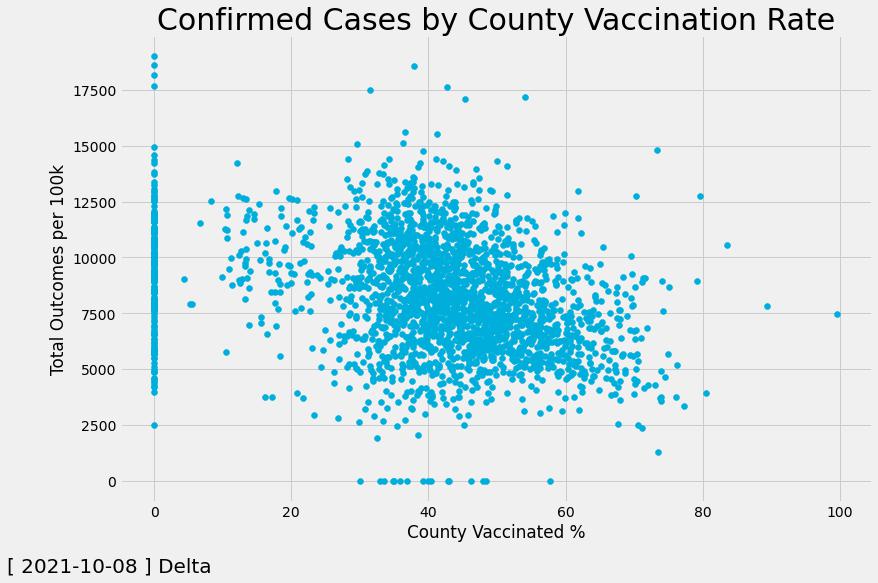 Confirmed Cases by County Vaccination Rate
Total Outcomes per 100k
17500
15000
12500
10000
7500
5000
2500
0
0 20 40 60 80 100
County Vaccinated %
[ 2021-10-08 ] Delta